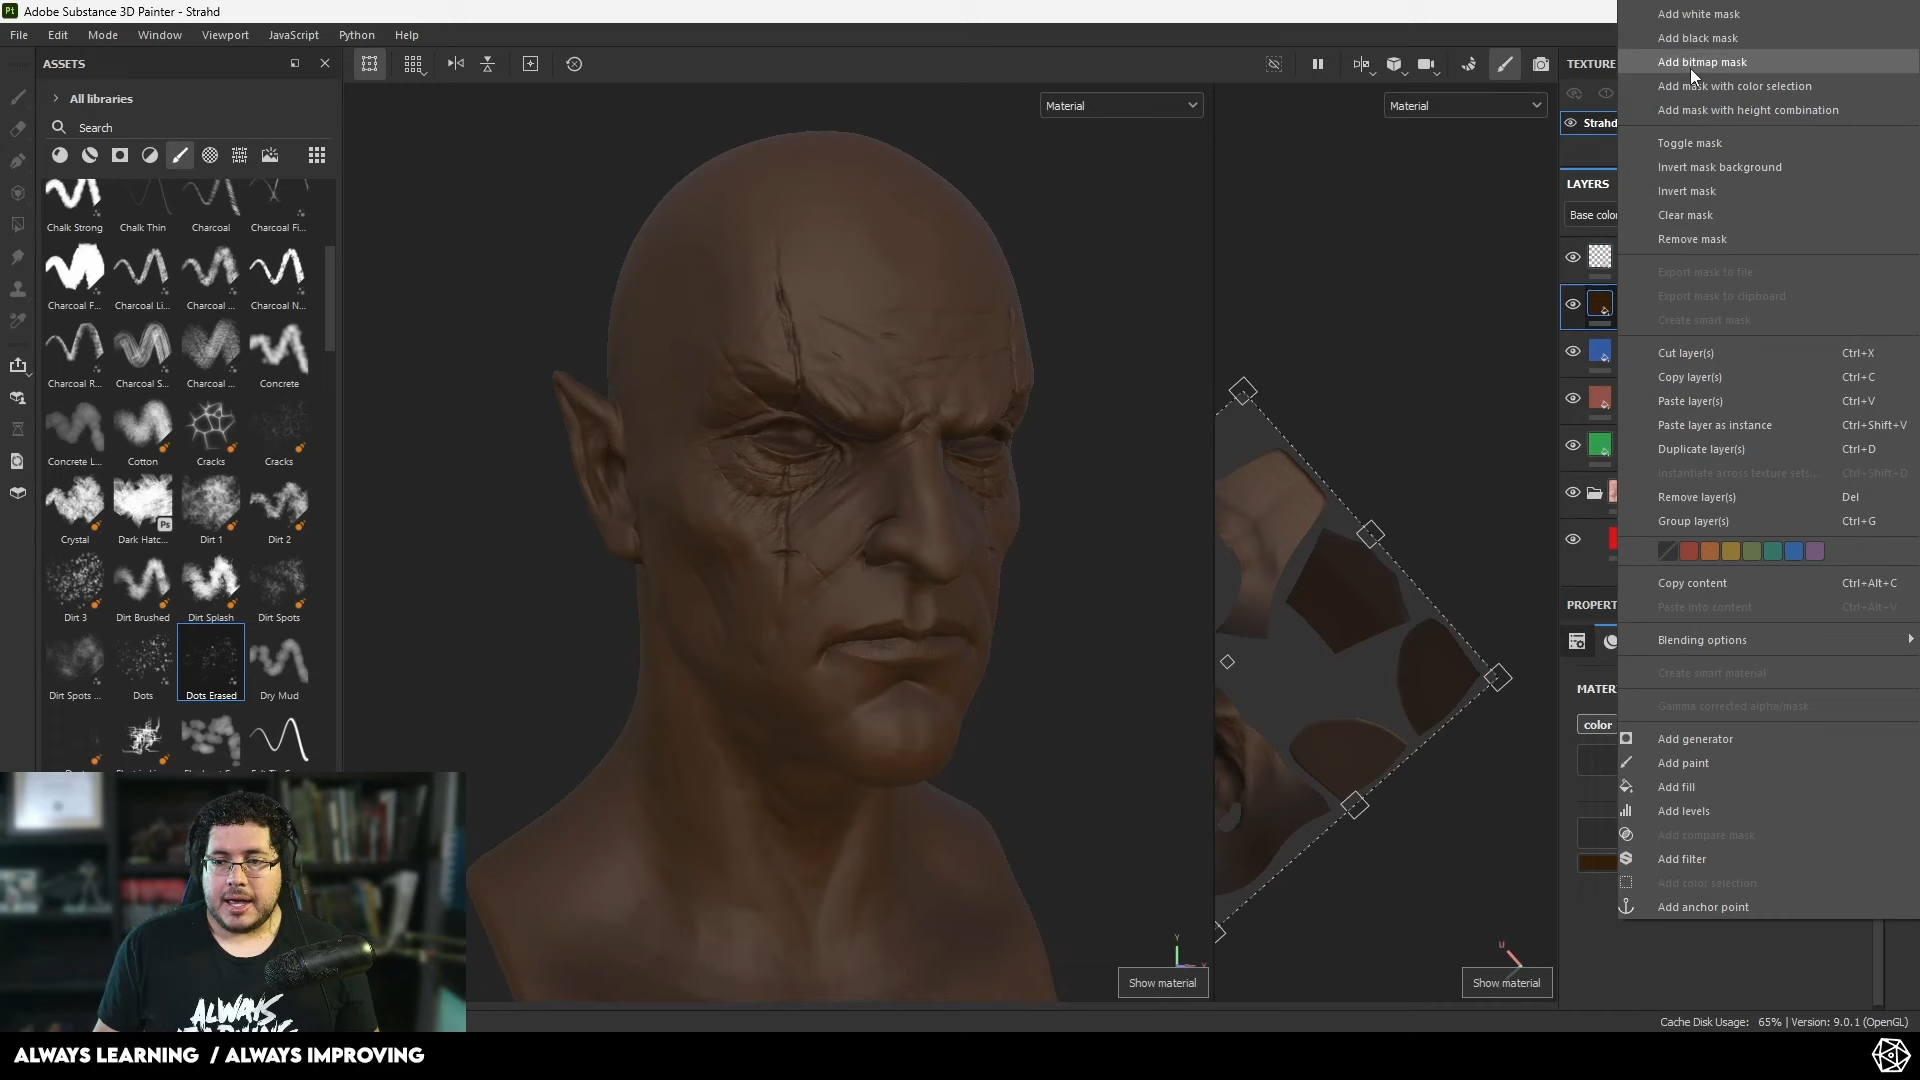 Pt Adobe Substance 3D Painter - Strahd
File Edit Mode Window Viewport JavaScript Python Help
ASSETS
All libraries
Search
Chalk Strong Chalk Thin Charcoal Charcoal Fi...
Charcoal F... Charcoal Li... Charcoal ... Charcoal N...
Charcoal R... Charcoal S... Charcoal ... Concrete
Concrete L... Cotton Cracks Cracks
Ps
Crystal Dark Hatc... Dirt 1 Dirt 2
Dirt 3 Dirt Brushed Dirt Splash Dirt Spots
Dirt Spots ... Dots Dots Erased Dry Mud
Material
Material
Y
U
Show material
Show material
TEXTURE
Strahd
LAYERS
Base color
PROPERT
MATER
color
Add white mask
Add black mask
Add bitmap mask
Add mask with color selection
Add mask with height combination
Toggle mask
Invert mask background
Invert mask
Clear mask
Remove mask
Export mask to file
Export mask to clipboard
Create smart mask
Cut layer(s) Ctrl+X
Copy layer(s) Ctrl+C
Paste layer(s) Ctrl+V
Paste layer as instance Ctrl+Shift+V
Duplicate layer(s) Ctrl+D
Instantiate across texture sets... Ctrl+Shift+D
Remove layer(s) Del
Group layer(s) Ctrl+G
Copy content Ctrl+Alt+C
Paste into content Ctrl+Alt+V
Blending options
Create smart material
Gamma corrected alpha/mask
Add generator
Add paint
Add fill
Add levels
Add compare mask
Add filter
Add color selection
Add anchor point
Cache Disk Usage: 65% | Version: 9.0.1 (OpenGL)
ALWAYS
ALWAYS LEARNING / ALWAYS IMPROVING